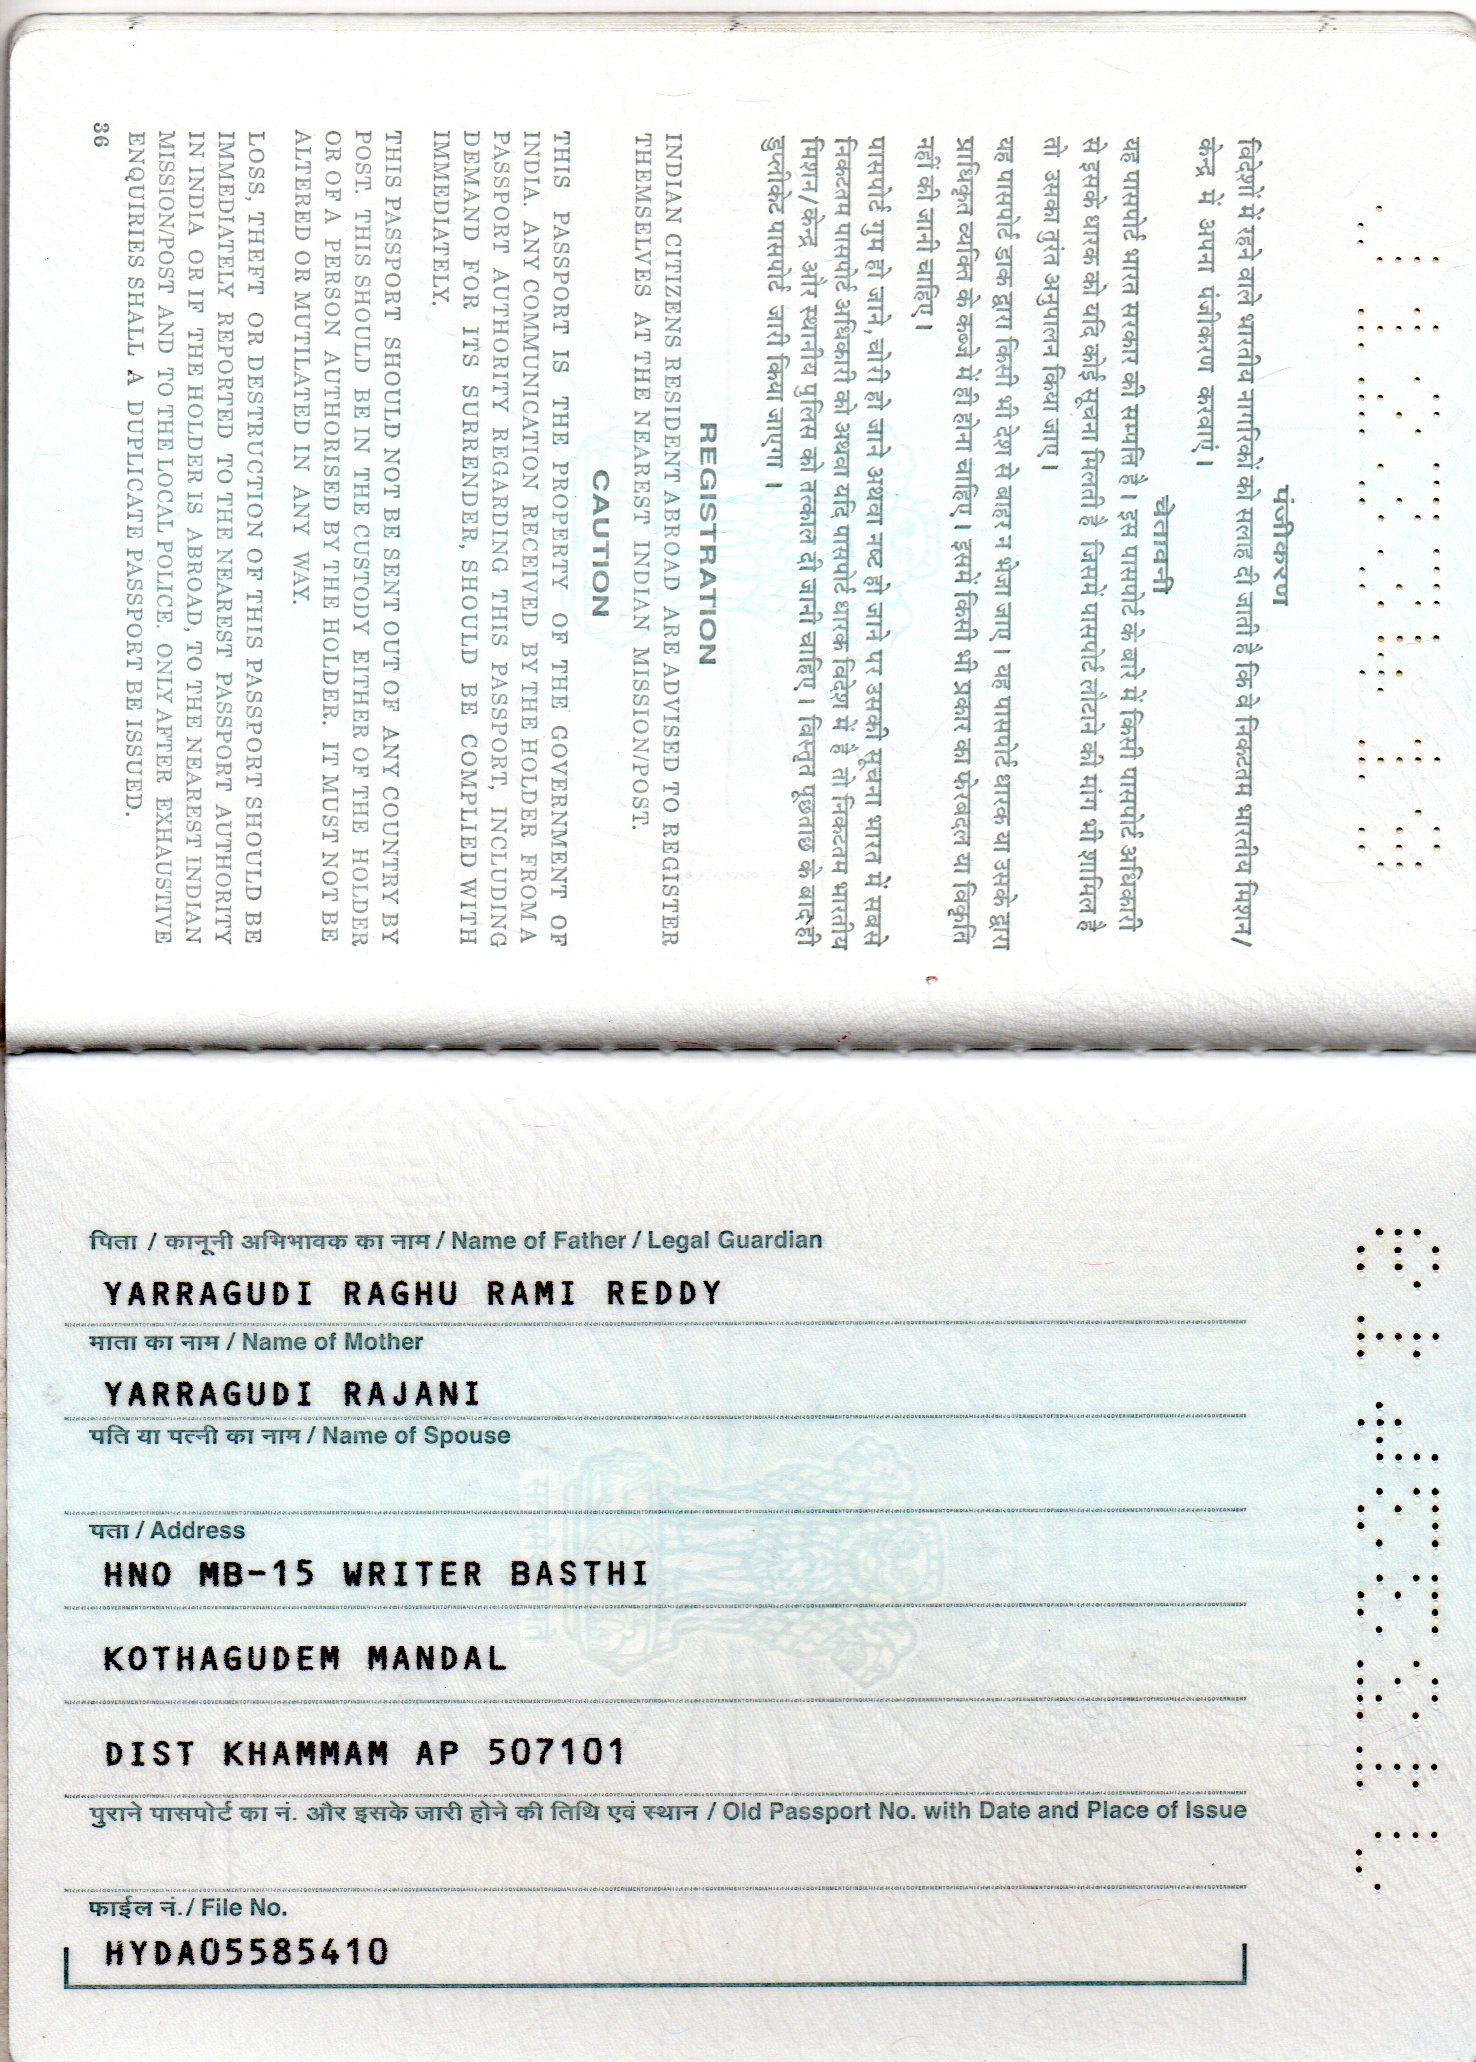 पंजीकरण
विदेशों में रहने वाले भारतीय नागरिकों को सलाह दी जाती है कि वे निकटतम भारतीय मिशन/
केन्द्र में अपना पंजीकरण करवाएं ।
चेतावनी
यह पासपोर्ट भारत सरकार की सम्पत्ति है । इस पासपोर्ट के बारे में किसी पासपोर्ट अधिकारी
से इसके धारक को यदि कोई सूचना मिलती है जिसमें पासपोर्ट लौटाने की मांग भी शामिल है
तो उसका तुरंत अनुपालन किया जाए ।
यह पासपोर्ट डाक द्वारा किसी भी देश से बाहर न भेजा जाए । यह पासपोर्ट धारक या उसके द्वारा
प्राधिकृत व्यक्ति के कब्जे में ही होना चाहिए । इसमें किसी भी प्रकार का फेरबदल या विकृति
नहीं की जानी चाहिए ।
पासपोर्ट गुम हो जाने, चोरी हो जाने अथवा नष्ट हो जाने पर उसकी सूचना भारत में सबसे
निकटतम पासपोर्ट अधिकारी को अथवा यदि पासपोर्ट धारक विदेश में है तो निकटतम भारतीय
मिशन/केन्द्र और स्थानीय पुलिस को तत्काल दी जानी चाहिए । विस्तृत पूछताछ के बाद ही
डुप्लीकेट पासपोर्ट जारी किया जाएगा ।
REGISTRATION
INDIAN CITIZENS RESIDENT ABROAD ARE ADVISED TO REGISTER
THEMSELVES AT THE NEAREST INDIAN MISSION/POST.
CAUTION
THIS PASSPORT IS THE PROPERTY OF THE GOVERNMENT OF
INDIA. ANY COMMUNICATION RECEIVED BY THE HOLDER FROM A
PASSPORT AUTHORITY REGARDING THIS PASSPORT, INCLUDING
DEMAND FOR ITS SURRENDER, SHOULD BE COMPLIED WITH
IMMEDIATELY.
THIS PASSPORT SHOULD NOT BE SENT OUT OF ANY COUNTRY BY
POST. THIS SHOULD BE IN THE CUSTODY EITHER OF THE HOLDER
OR OF A PERSON AUTHORISED BY THE HOLDER. IT MUST NOT BE
ALTERED OR MUTILATED IN ANY WAY.
LOSS, THEFT OR DESTRUCTION OF THIS PASSPORT SHOULD BE
IMMEDIATELY REPORTED TO THE NEAREST PASSPORT AUTHORITY
IN INDIA OR IF THE HOLDER IS ABROAD, TO THE NEAREST INDIAN
MISSION/POST AND TO THE LOCAL POLICE. ONLY AFTER EXHAUSTIVE
ENQUIRIES SHALL A DUPLICATE PASSPORT BE ISSUED.
36
पिता / कानूनी अभिभावक का नाम / Name of Father / Legal Guardian
YARRAGUDI RAGHU RAMI REDDY
माता का नाम / Name of Mother
YARRAGUDI RAJANI
पति या पत्नी का नाम / Name of Spouse
पता / Address
HNO MB-15 WRITER BASTHI
KOTHAGUDEM MANDAL
DIST KHAMMAM AP 507101
पुराने पासपोर्ट का नं. और इसके जारी होने की तिथि एवं स्थान / Old Passport No. with Date and Place of Issue
फाईल नं./ File No.
HYDA05585410